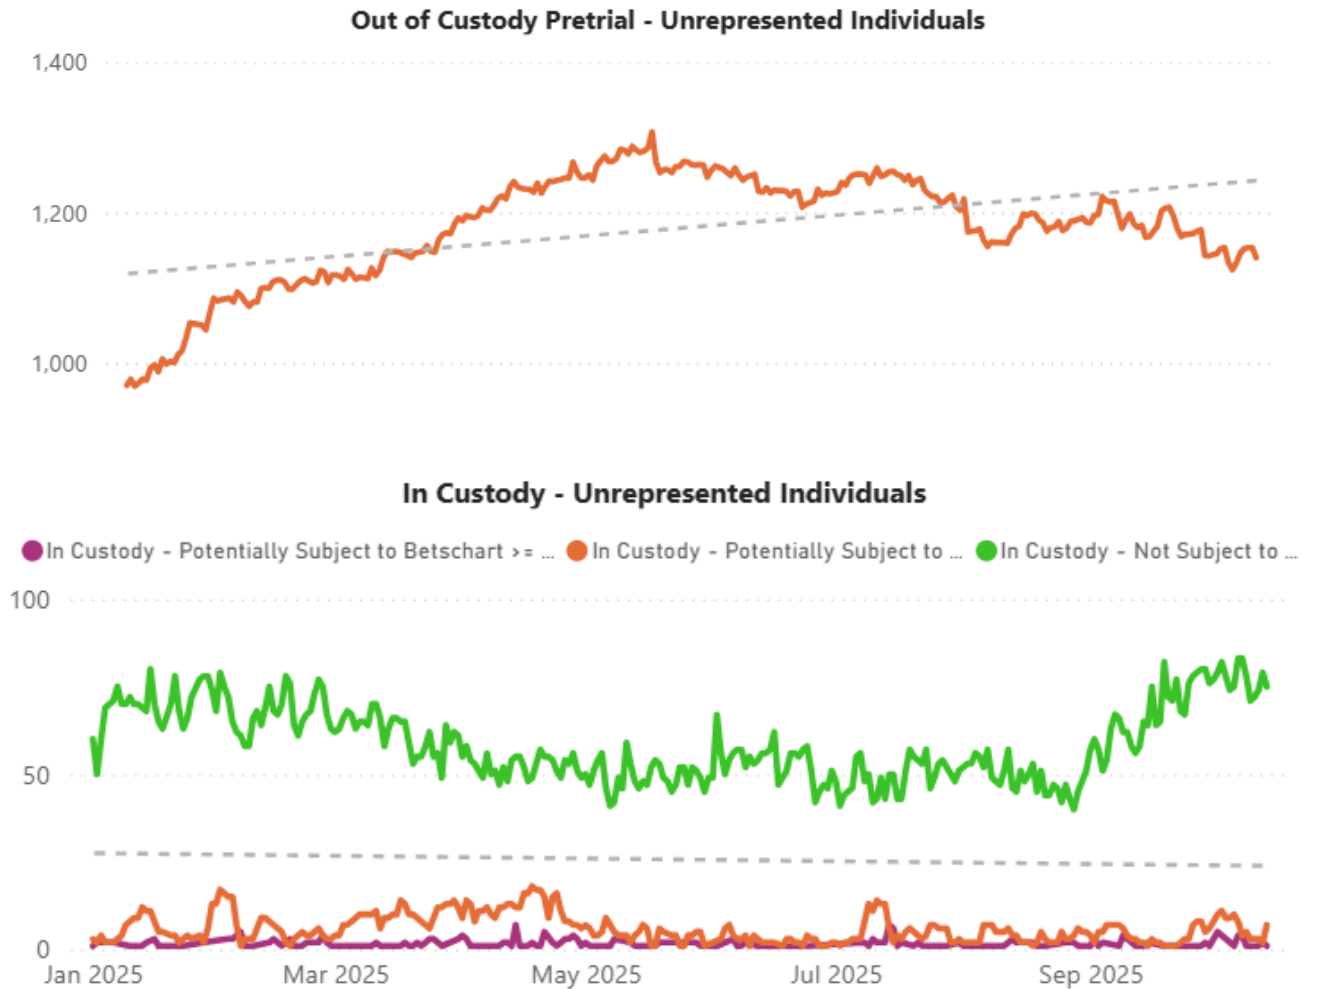 Out of Custody Pretrial - Unrepresented Individuals
1,400
1,200
1,000
In Custody - Unrepresented Individuals
In Custody - Potentially Subject to Betschart >= ... In Custody - Potentially Subject to ... In Custody - Not Subject to ...
100
50
0
Jan 2025 Mar 2025 May 2025 Jul 2025 Sep 2025